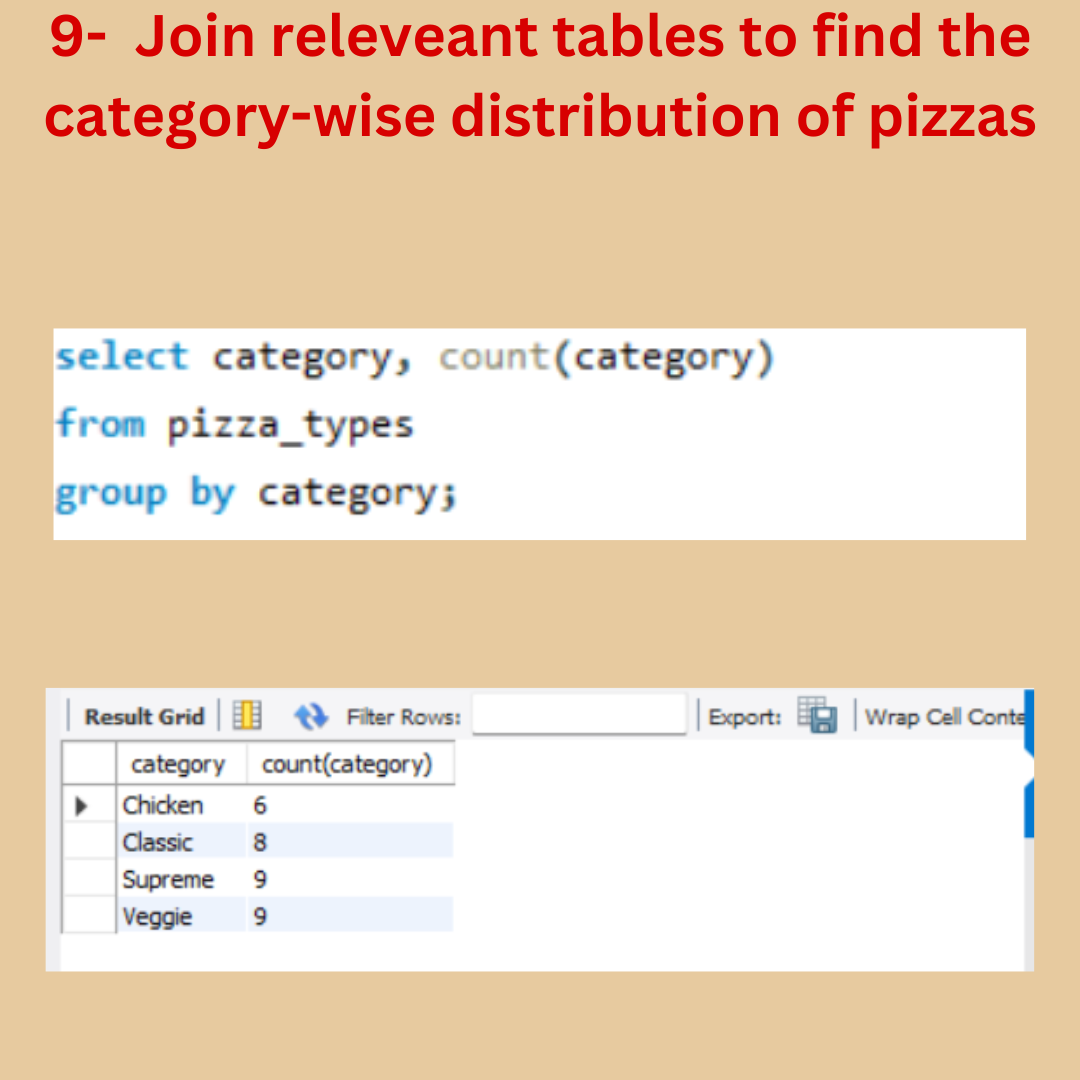 9- Join releveant tables to find the
category-wise distribution of pizzas
select category, count(category)
from pizza_types
group by category;
Result Grid Filter Rows: Export: Wrap Cell Conte
category count(category)
Chicken 6
Classic 8
Supreme 9
Veggie 9